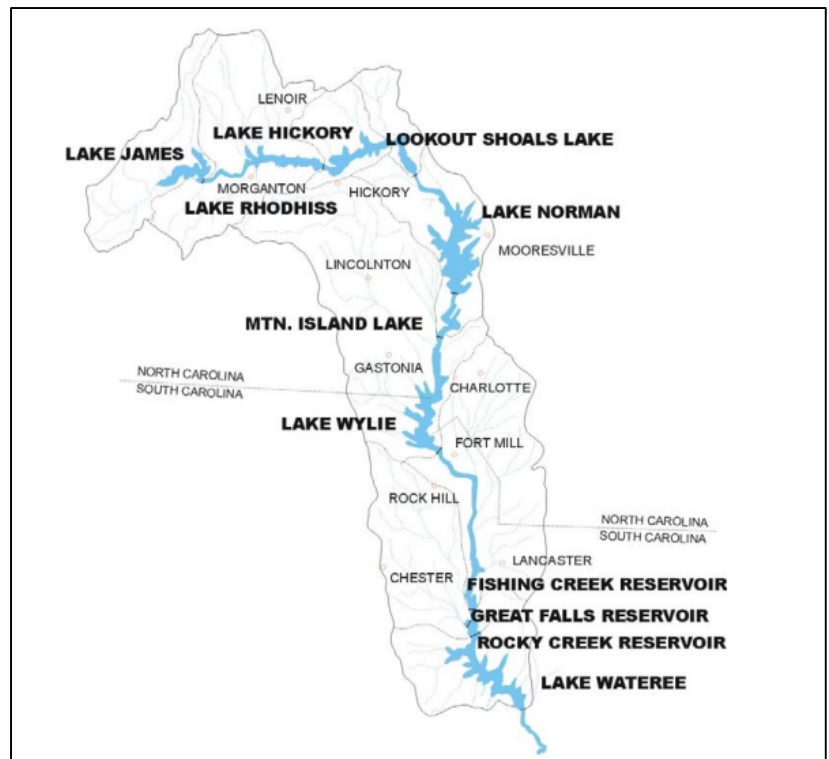 LENOIR
LAKE HICKORY
LOOKOUT SHOALS LAKE
LAKE JAMES
MORGANTON
HICKORY
LAKE RHODHISS
LAKE NORMAN
MOORESVILLE
LINCOLNTON
MTN. ISLAND LAKE
GASTONIA
NORTH CAROLINA
SOUTH CAROLINA
CHARLOTTE
LAKE WYLIE
FORT MILL
ROCK HILL
NORTH CAROLINA
SOUTH CAROLINA
LANCASTER
CHESTER
FISHING CREEK RESERVOIR
GREAT FALLS RESERVOIR
ROCKY CREEK RESERVOIR
LAKE WATEREE